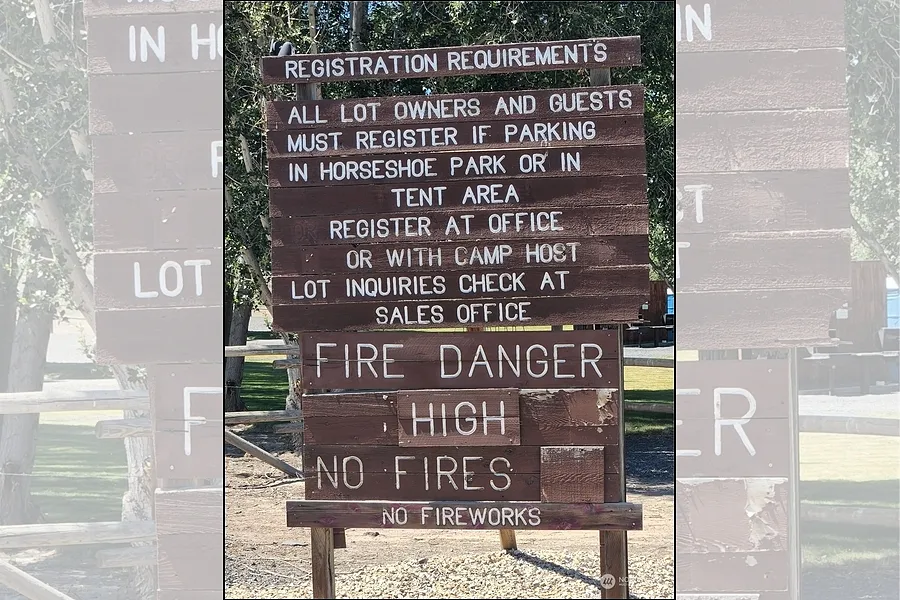 REGISTRATION REQUIREMENTS
ALL LOT OWNERS AND GUESTS
MUST REGISTER IF PARKING
IN HORSESHOE PARK OR IN
TENT AREA
REGISTER AT OFFICE
OR WITH CAMP HOST
LOT INQUIRIES CHECK AT
SALES OFFICE
FIRE DANGER
HIGH
NO FIRES
NO FIREWORKS